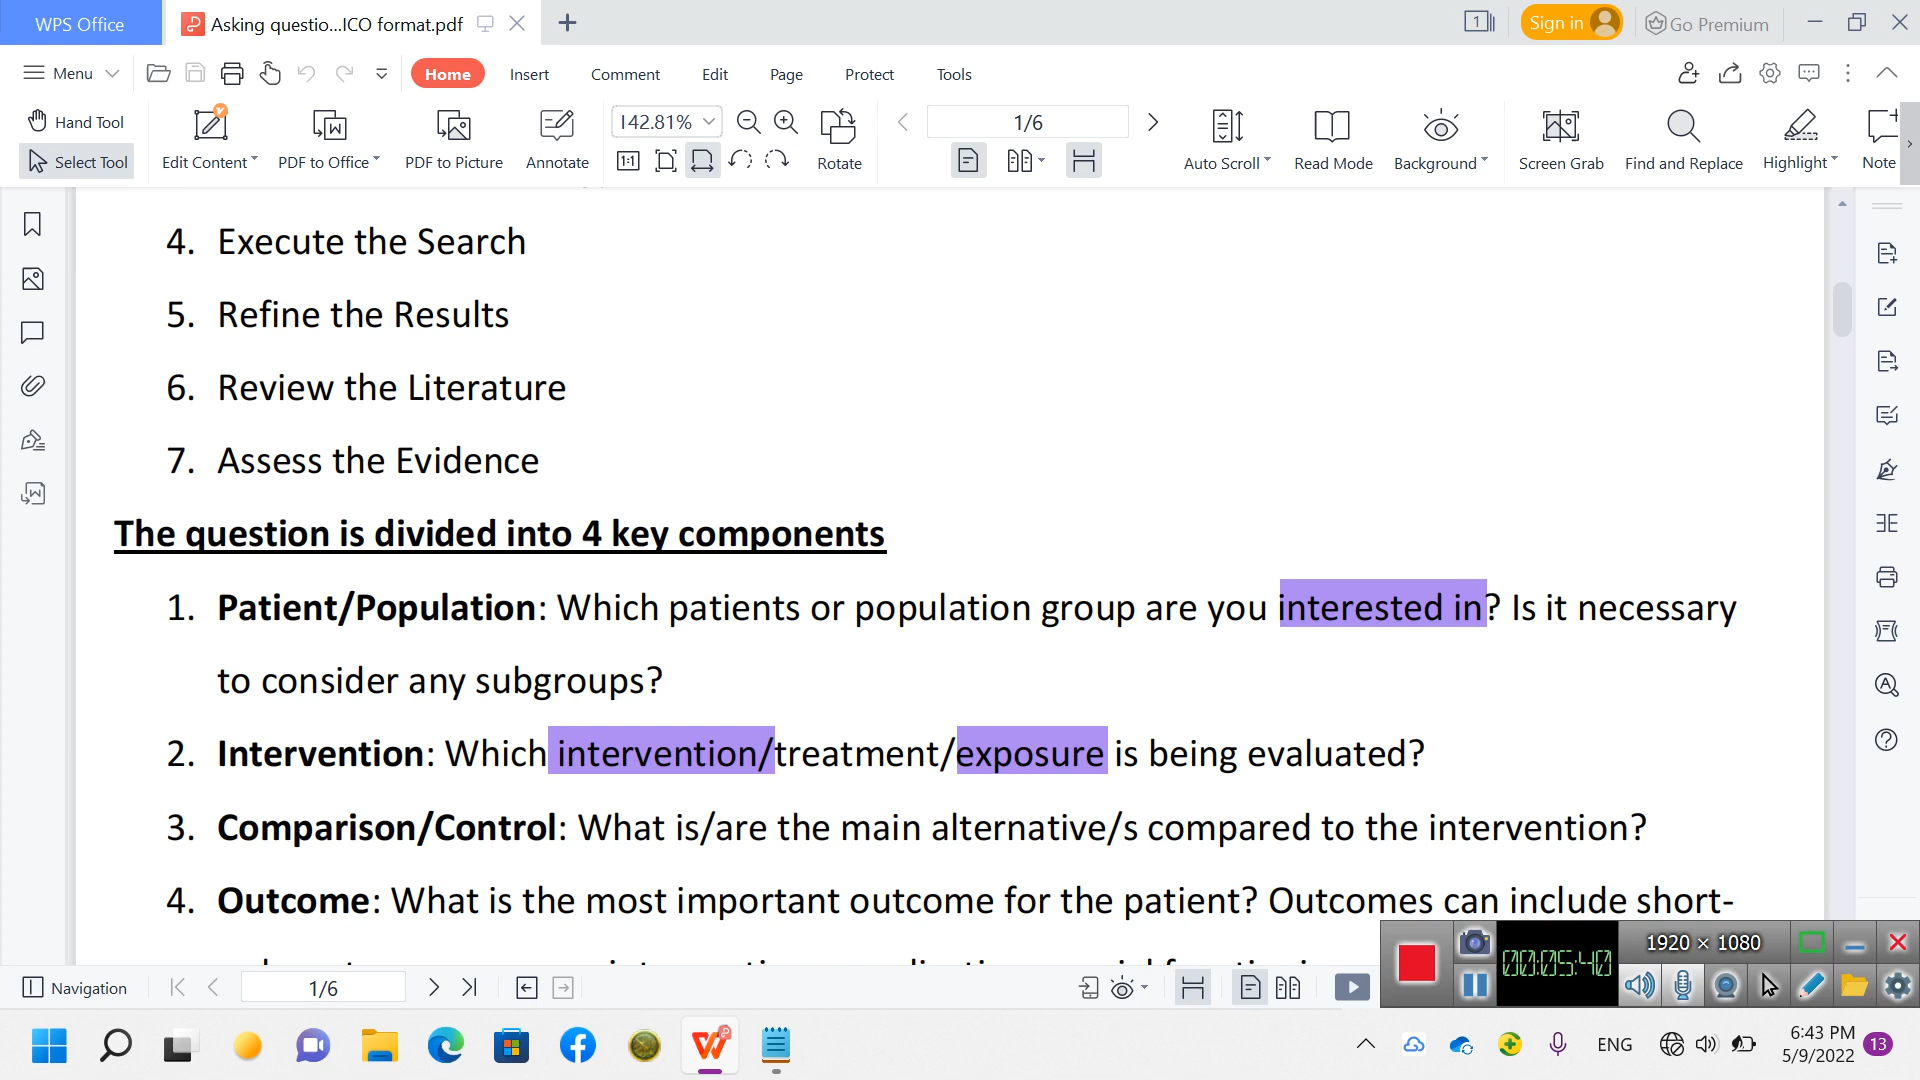 WPS Office
Asking questio...ICO format.pdf
1
Sign in
Go Premium
Menu
Home
Insert
Comment
Edit
Page
Protect
Tools
Hand Tool
Select Tool
Edit Content
PDF to Office
PDF to Picture
Annotate
142.81%
1:1
Rotate
1/6
Auto Scroll
Read Mode
Background
Screen Grab
Find and Replace
Highlight
Note
4. Execute the Search
5. Refine the Results
6. Review the Literature
7. Assess the Evidence
The question is divided into 4 key components
1. Patient/Population: Which patients or population group are you interested in? Is it necessary
to consider any subgroups?
2. Intervention: Which intervention/treatment/exposure is being evaluated?
3. Comparison/Control: What is/are the main alternative/s compared to the intervention?
4. Outcome: What is the most important outcome for the patient? Outcomes can include short-
1920 × 1080
00:05:40
Navigation
1/6
ENG
6:43 PM
5/9/2022
13